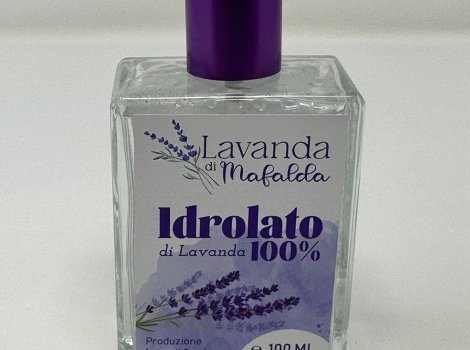 Lavanda
di Mafalda
Idrolato
di Lavanda 100%
Produzione
℮ 100 ML